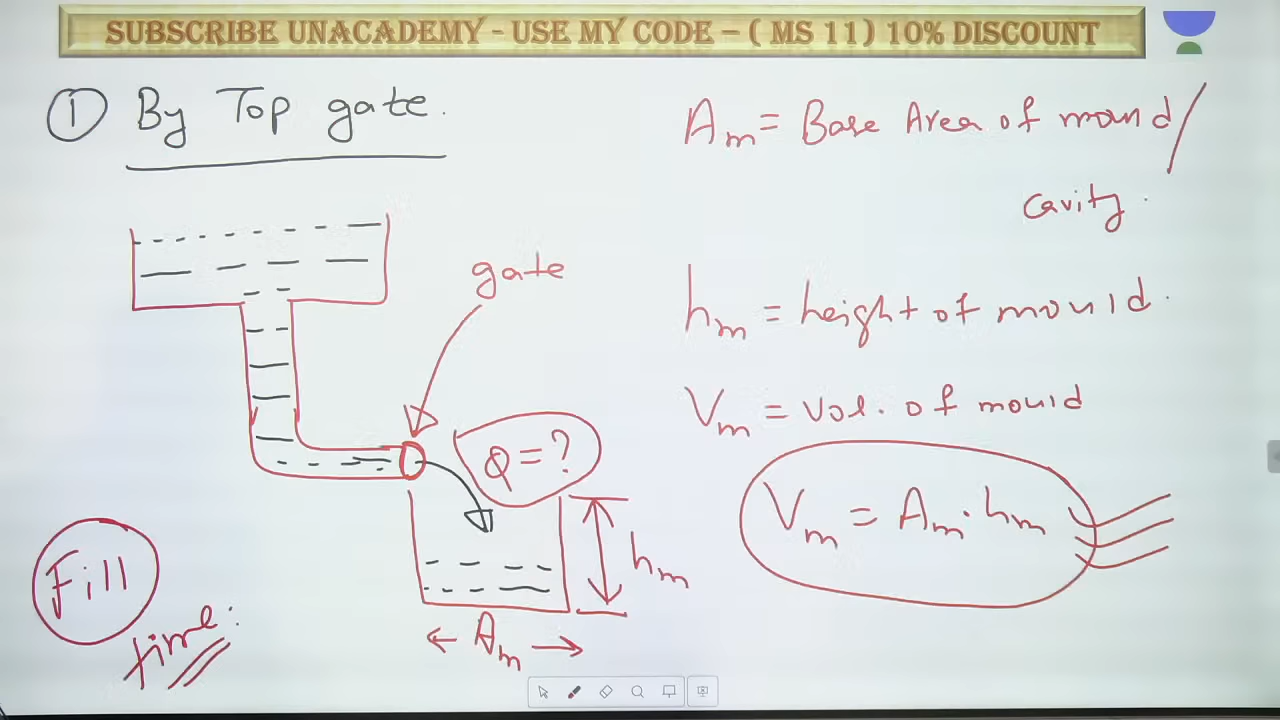 SUBSCRIBE UNACADEMY - USE MY CODE – ( MS 11) 10% DISCOUNT
① By Top gate.
Am = Base Area of mould /
cavity.
gate
hm = height of mould.
Vm = Vol. of mould
Q = ?
Vm = Am·hm
hm
Fill
time:
Am